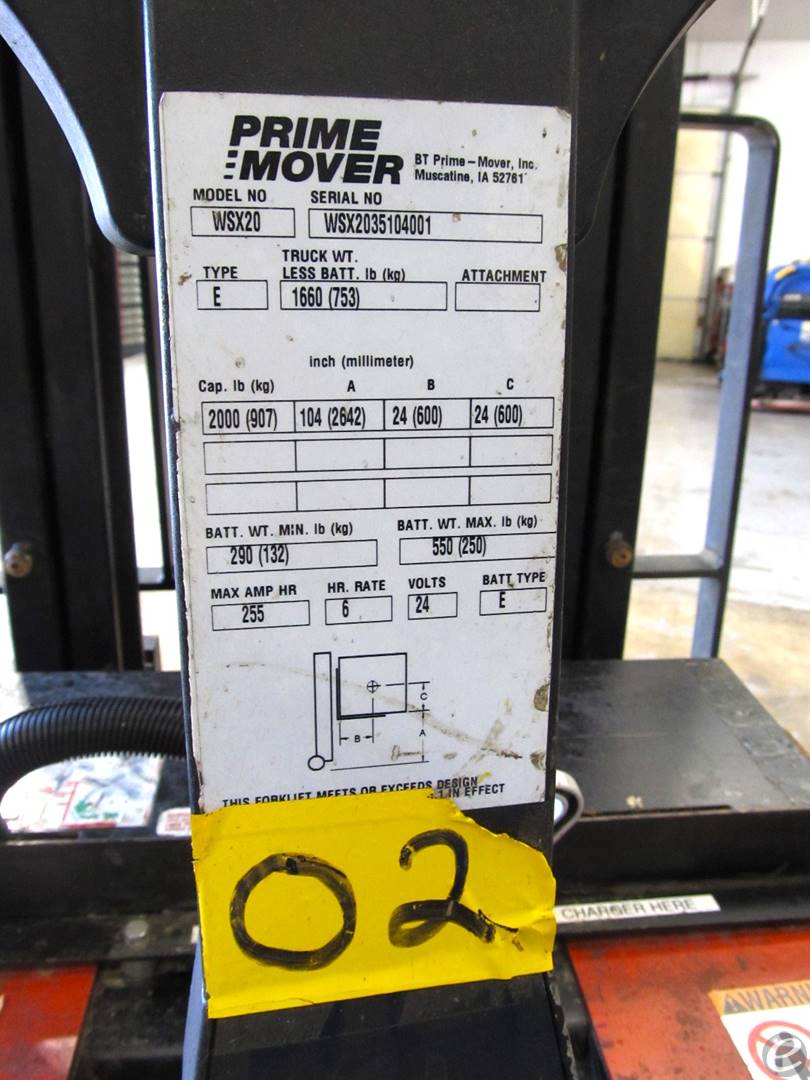 PRIME
MOVER
BT Prime-Mover, Inc.
Muscatine, IA 52761
MODEL NO SERIAL NO
WSX20 WSX2035104001
TRUCK WT.
TYPE LESS BATT. lb (kg) ATTACHMENT
E 1660 (753)
inch (millimeter)
Cap. lb (kg) A B C
2000 (907) 104 (2642) 24 (600) 24 (600)
BATT. WT. MIN. lb (kg) BATT. WT. MAX. lb (kg)
290 (132) 550 (250)
MAX AMP HR HR. RATE VOLTS BATT TYPE
255 6 24 E
C
B A
THIS FORKLIFT MEETS OR EXCEEDS DESIGN
IN EFFECT
02
CHARGER HERE
WARNI